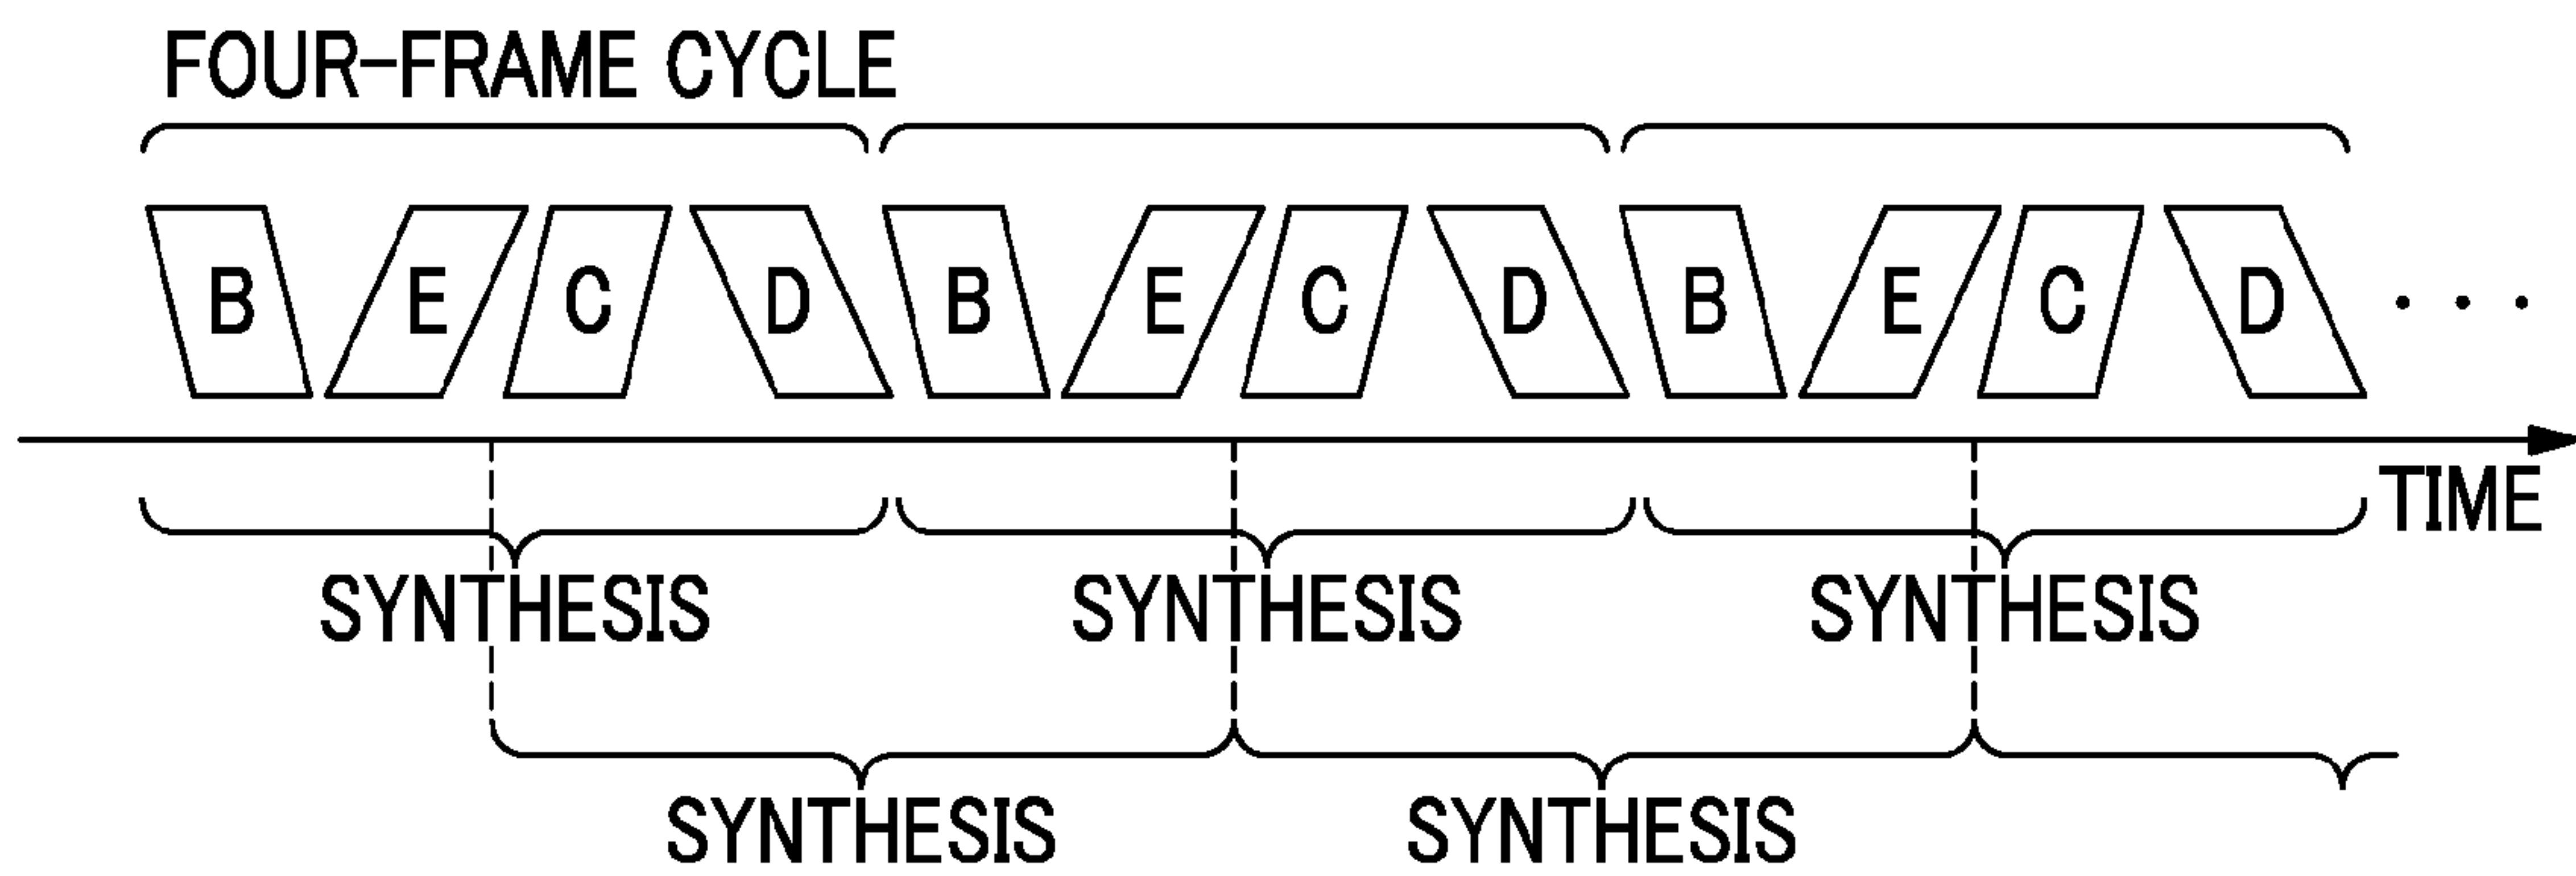 FOUR-FRAME CYCLE
B E C D B E C D B E C D . . .
TIME
SYNTHESIS SYNTHESIS SYNTHESIS
SYNTHESIS SYNTHESIS